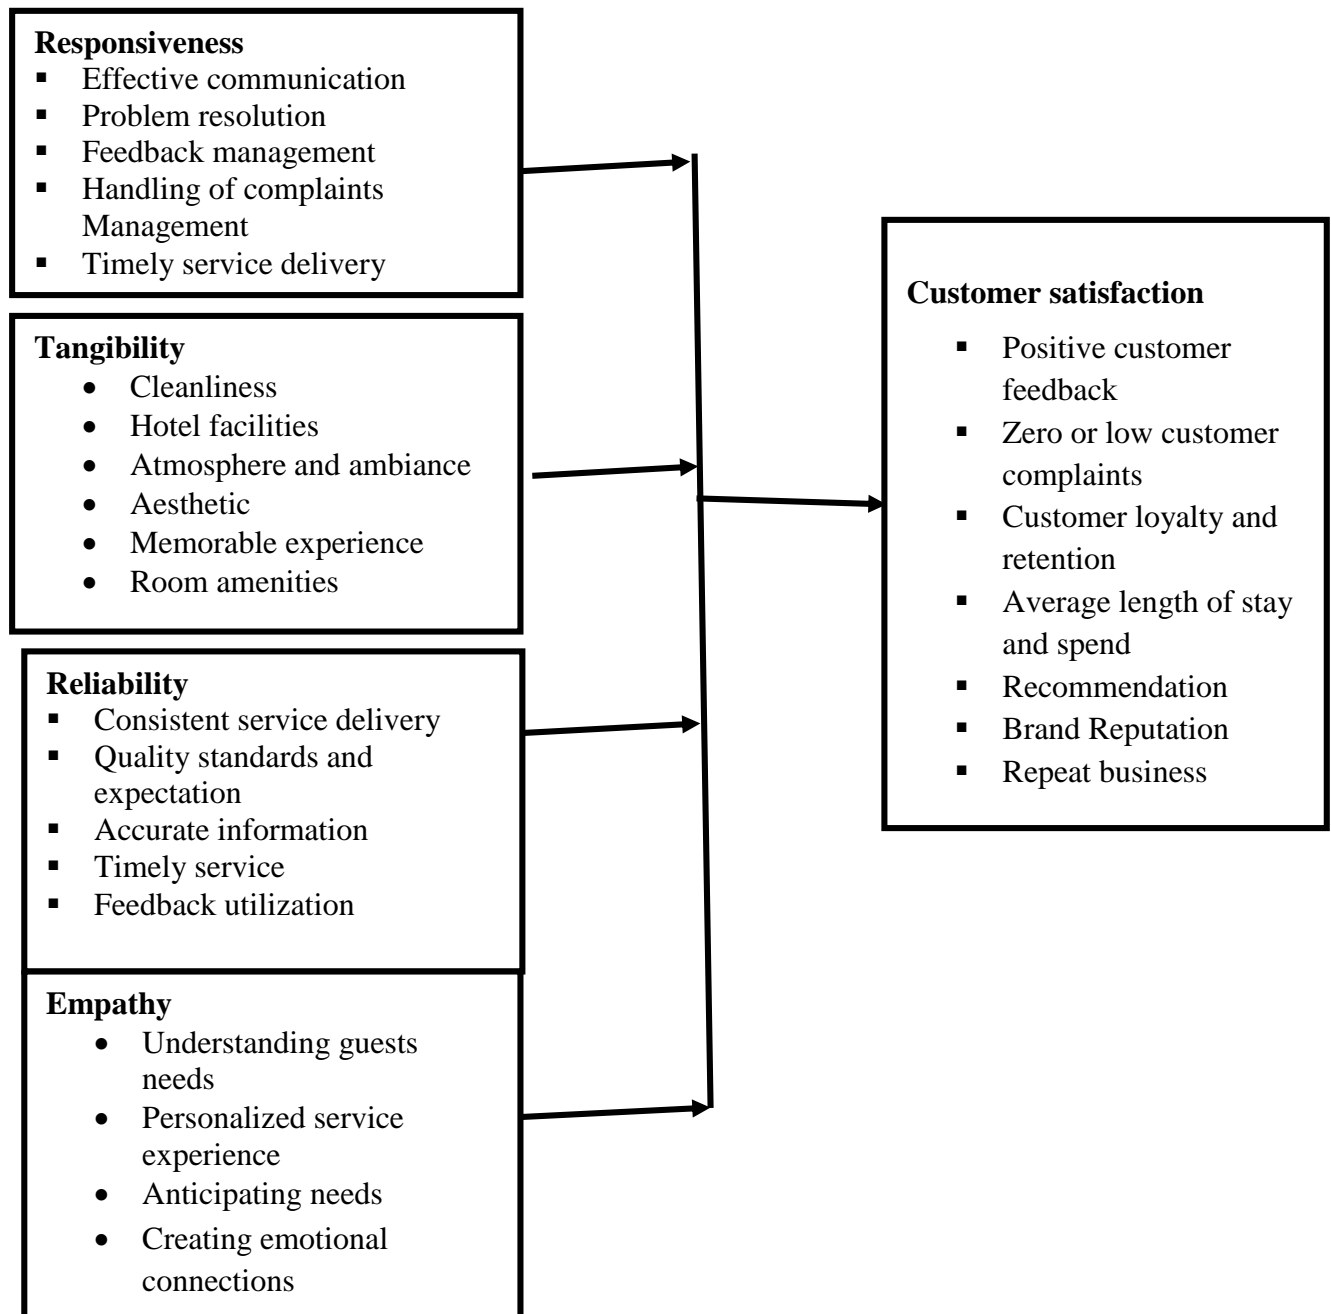 Responsiveness
▪ Effective communication
▪ Problem resolution
▪ Feedback management
▪ Handling of complaints
Management
▪ Timely service delivery
Tangibility
• Cleanliness
• Hotel facilities
• Atmosphere and ambiance
• Aesthetic
• Memorable experience
• Room amenities
Reliability
▪ Consistent service delivery
▪ Quality standards and
expectation
▪ Accurate information
▪ Timely service
▪ Feedback utilization
Empathy
• Understanding guests
needs
• Personalized service
experience
• Anticipating needs
• Creating emotional
connections
Customer satisfaction
▪ Positive customer
feedback
▪ Zero or low customer
complaints
▪ Customer loyalty and
retention
▪ Average length of stay
and spend
▪ Recommendation
▪ Brand Reputation
▪ Repeat business